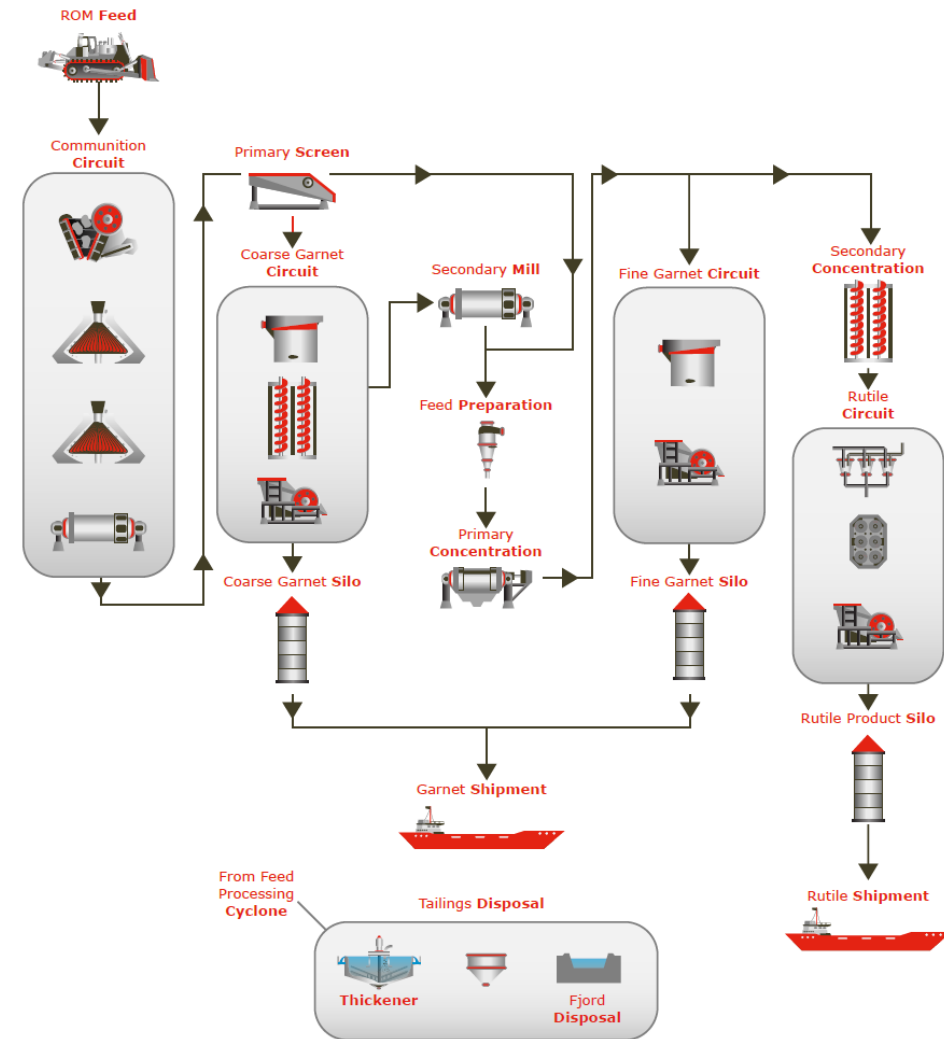 ROM Feed
Communition
Circuit
Primary Screen
Coarse Garnet
Circuit
Secondary Mill
Fine Garnet Circuit
Secondary
Concentration
Feed Preparation
Rutile
Circuit
Primary
Concentration
Coarse Garnet Silo
Fine Garnet Silo
Rutile Product Silo
Garnet Shipment
From Feed
Processing
Cyclone
Tailings Disposal
Rutile Shipment
Thickener
Fjord
Disposal